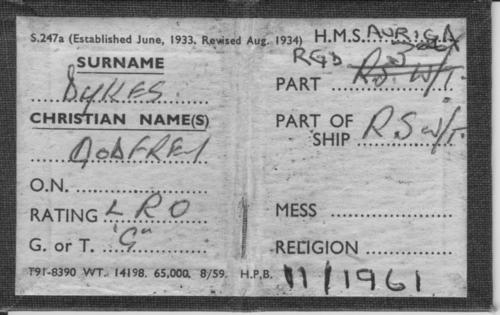 S.247a (Established June, 1933. Revised Aug. 1934)
SURNAME
DYKES
CHRISTIAN NAME(S)
GODFREY
O.N.
RATING L R O
G. or T. "G"
T91-8390 WT. 14198. 65,000. 8/59. H.P.B.
H.M.S. AURIGA
PART
PART OF SHIP R S W/T.
MESS
RELIGION
11/1961